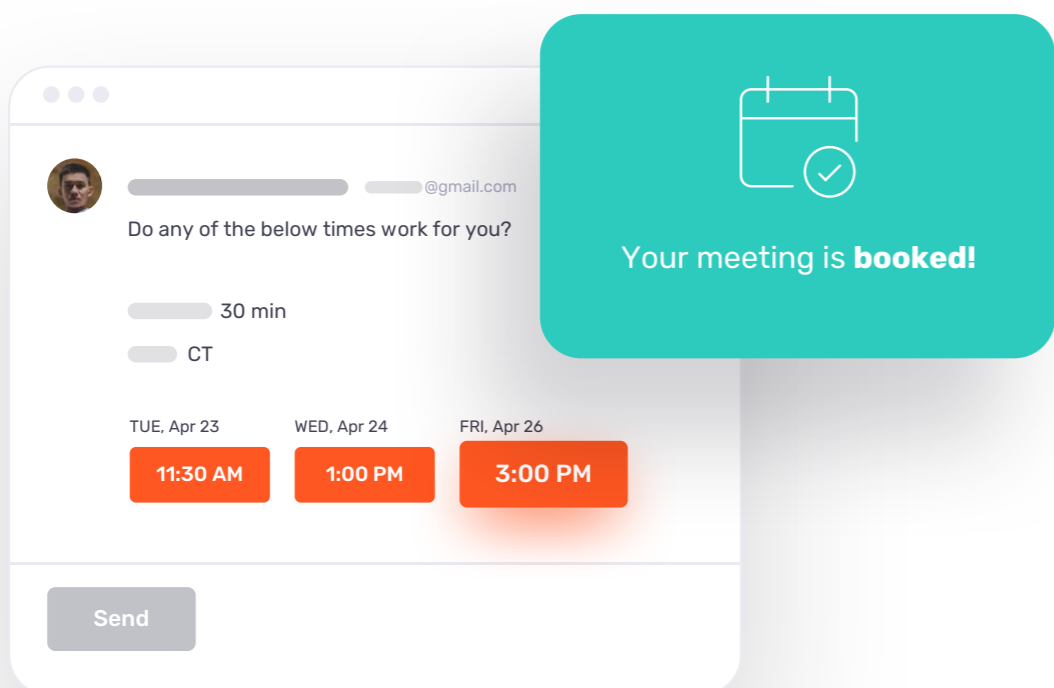 @gmail.com
Do any of the below times work for you?
30 min
CT
TUE, Apr 23
WED, Apr 24
FRI, Apr 26
11:30 AM
1:00 PM
3:00 PM
Send
Your meeting is booked!